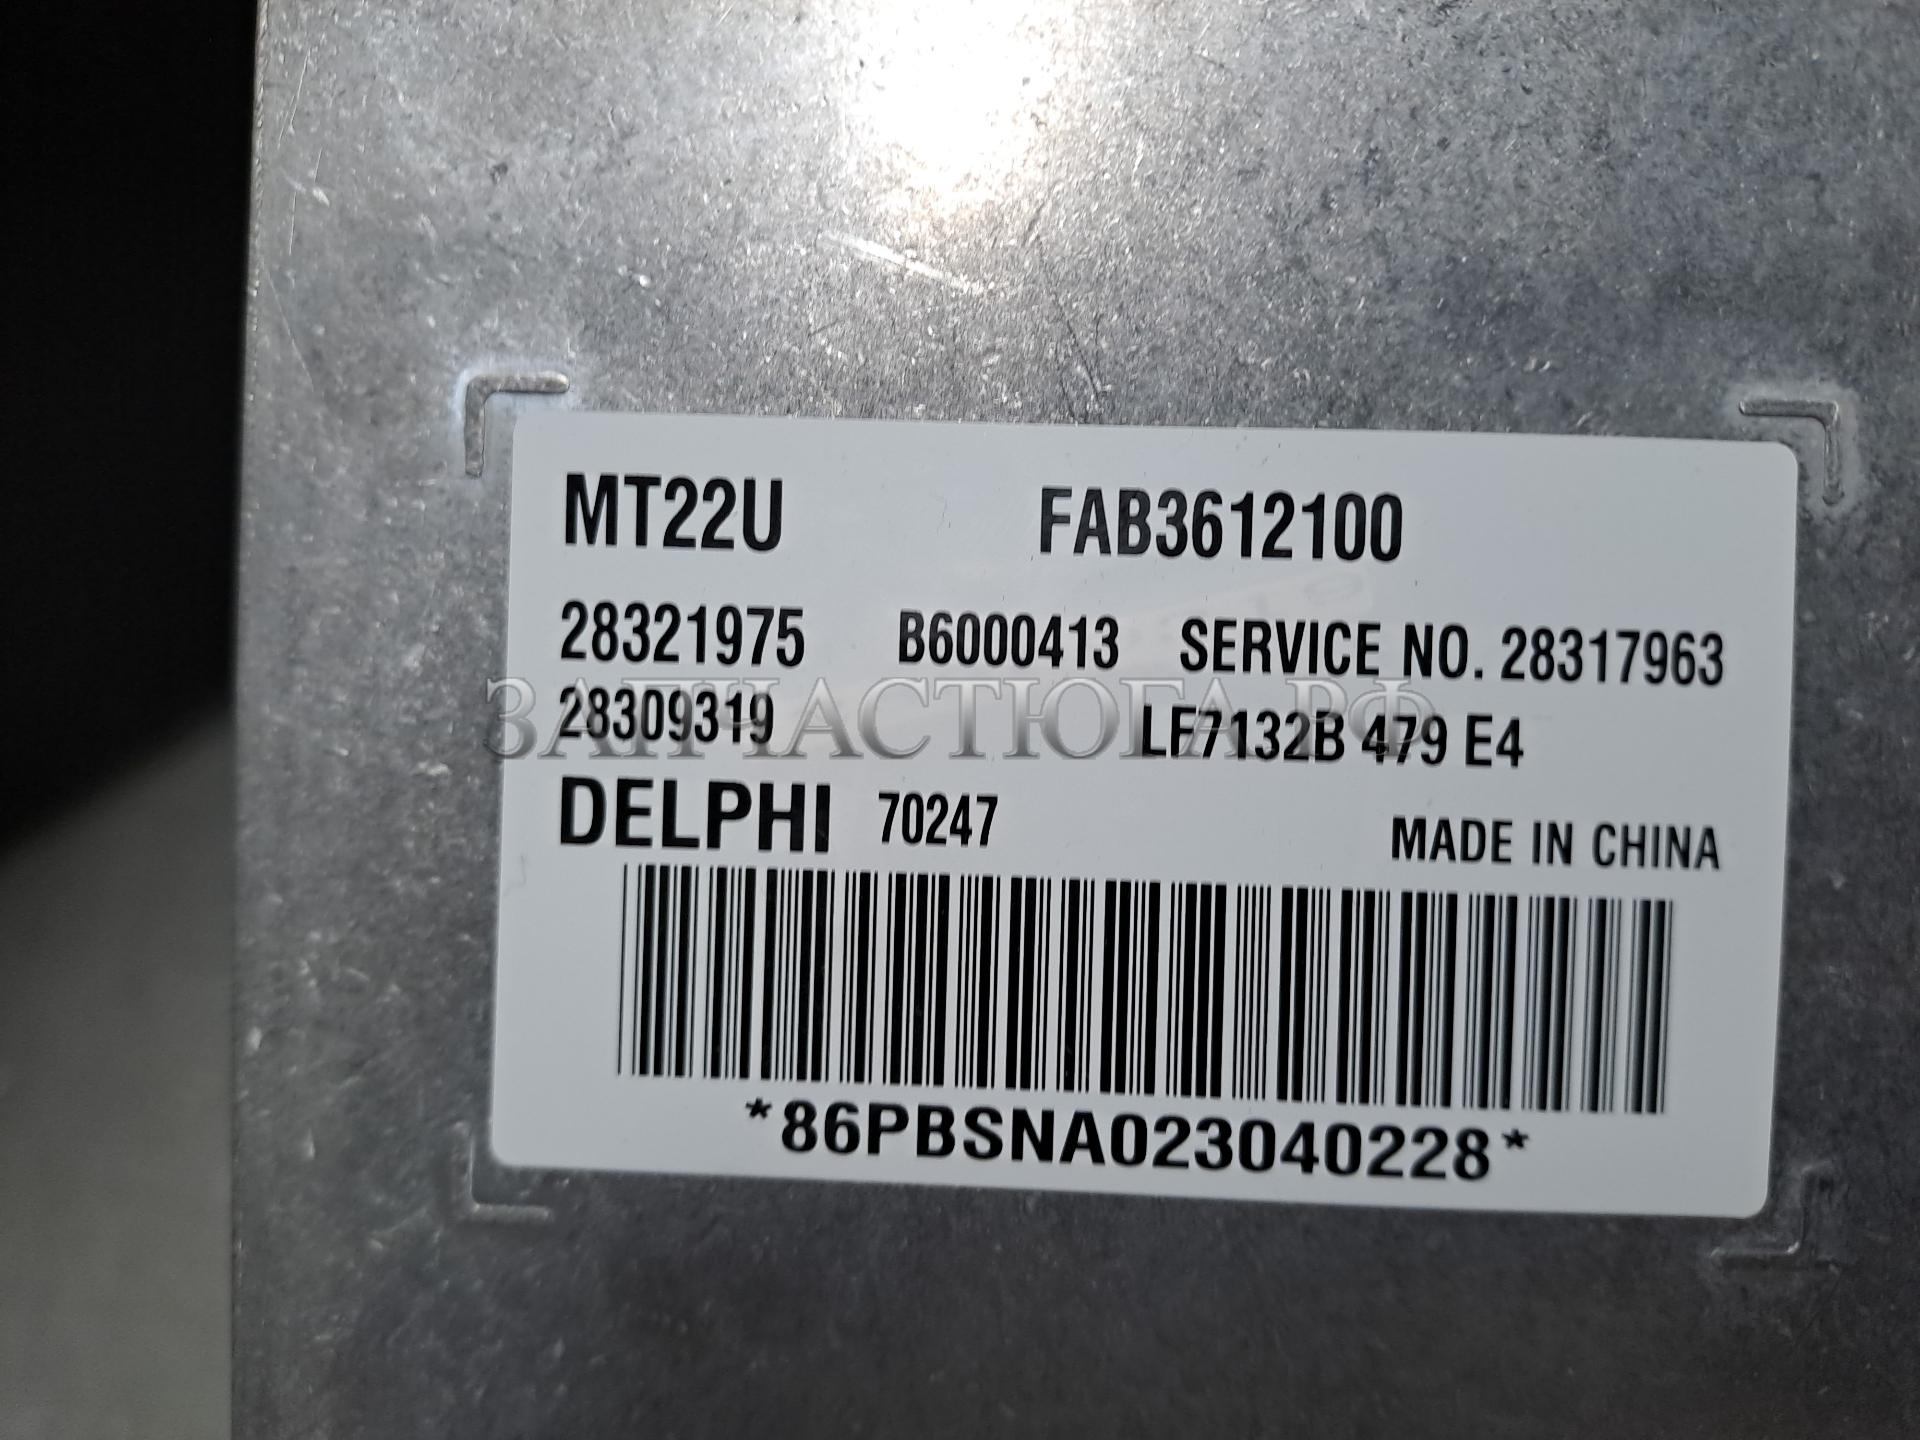 MT22U FAB3612100
28321975 B6000413 SERVICE NO. 28317963
ЗАПЧАСТЮГА.РФ
28309319 LF7132B 479 E4
DELPHI 70247 MADE IN CHINA
*86PBSNA023040228*